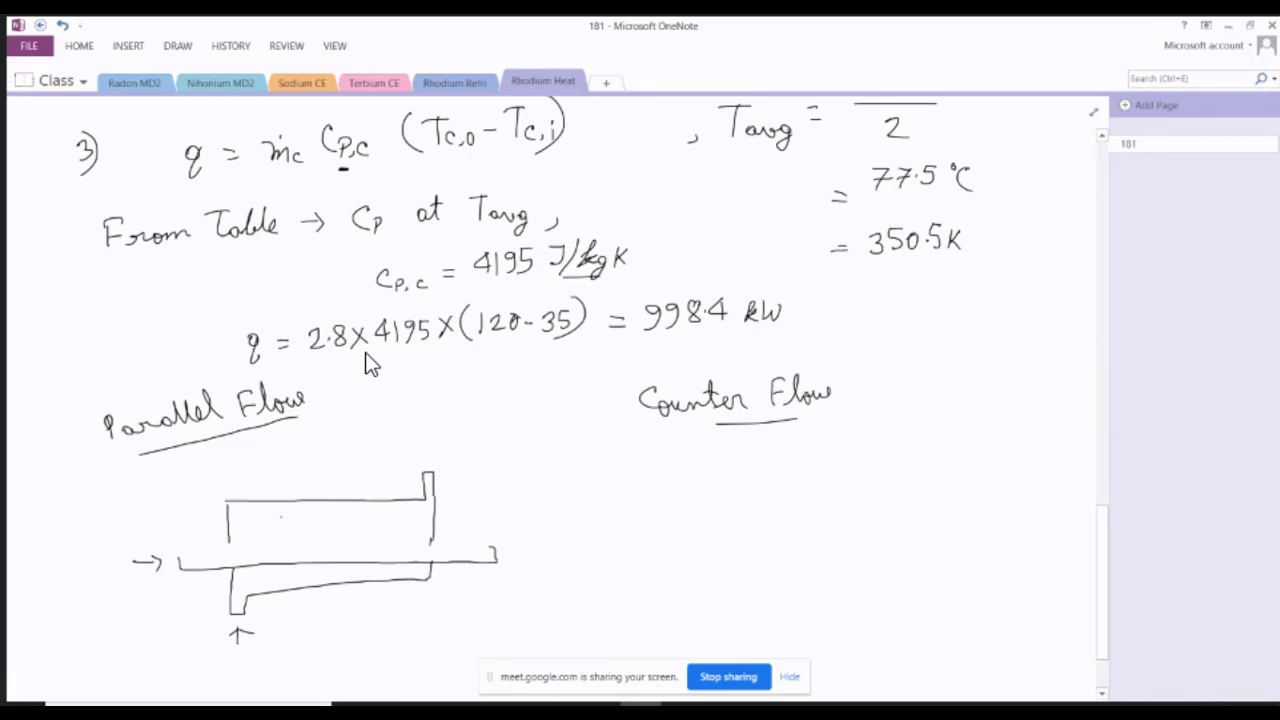 181 - Microsoft OneNote
FILE HOME INSERT DRAW HISTORY REVIEW VIEW
Microsoft account
Class
Radon MD2 Nihonium MD2 Sodium CE Terbium CE Rhodium Refri Rhodium Heat
Search (Ctrl+E)
Add Page
181
3) q = ṁc Cp,c (Tc,o - Tc,i) , Tavg = ―― 2
= 77.5 °C
From Table → Cp at Tavg,
= 350.5K
Cp,c = 4195 J/kgK
q = 2.8 × 4195 × (120 - 35) = 998.4 kW
Parallel Flow
Counter Flow
meet.google.com is sharing your screen. Stop sharing Hide